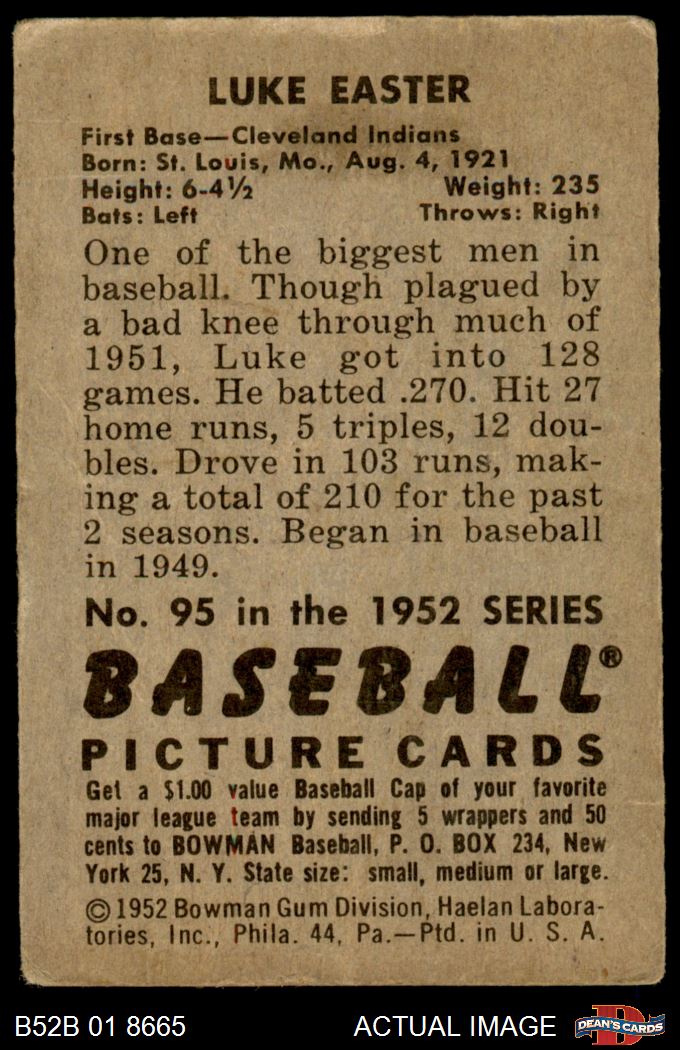 LUKE EASTER
First Base—Cleveland Indians
Born: St. Louis, Mo., Aug. 4, 1921
Height: 6-4½ Weight: 235
Bats: Left Throws: Right
One of the biggest men in
baseball. Though plagued by
a bad knee through much of
1951, Luke got into 128
games. He batted .270. Hit 27
home runs, 5 triples, 12 dou-
bles. Drove in 103 runs, mak-
ing a total of 210 for the past
2 seasons. Began in baseball
in 1949.
No. 95 in the 1952 SERIES
BASEBALL®
PICTURE CARDS
Get a $1.00 value Baseball Cap of your favorite
major league team by sending 5 wrappers and 50
cents to BOWMAN Baseball, P. O. BOX 234, New
York 25, N. Y. State size: small, medium or large.
© 1952 Bowman Gum Division, Haelan Labora-
tories, Inc., Phila. 44, Pa.—Ptd. in U. S. A.
B52B 01 8665 ACTUAL IMAGE DEAN'S CARDS